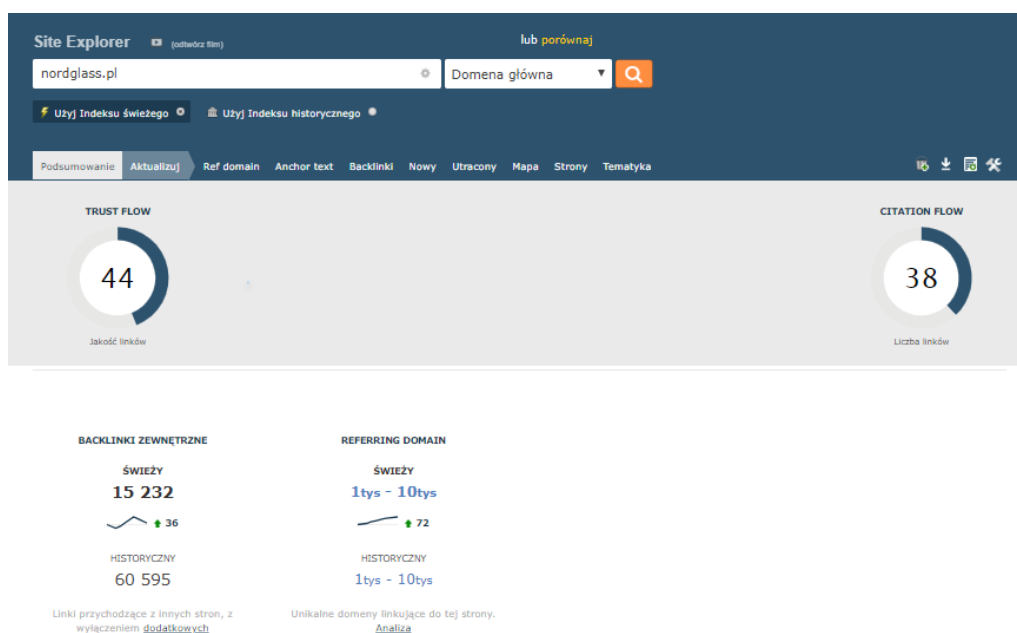 Site Explorer (odtwórz film) lub porównaj
nordglass.pl Domena główna
Użyj Indeksu świeżego Użyj Indeksu historycznego
Podsumowanie Aktualizuj Ref domain Anchor text Backlinki Nowy Utracony Mapa Strony Tematyka
TRUST FLOW CITATION FLOW
44 38
Jakość linków Liczba linków
BACKLINKI ZEWNĘTRZNE REFERRING DOMAIN
ŚWIEŻY ŚWIEŻY
15 232 1tys - 10tys
36 72
HISTORYCZNY HISTORYCZNY
60 595 1tys - 10tys
Linki przychodzące z innych stron, z Unikalne domeny linkujące do tej strony.
wyłączeniem dodatkowych Analiza